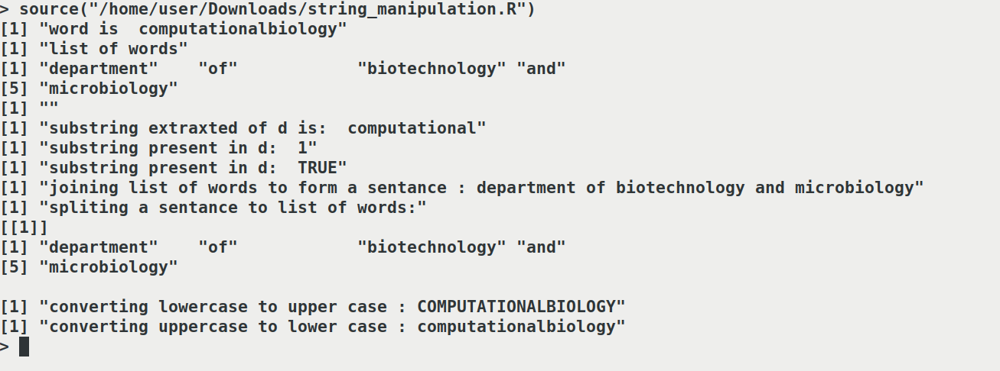 > source("/home/user/Downloads/string_manipulation.R")
[1] "word is  computationalbiology"
[1] "list of words"
[1] "department"    "of"            "biotechnology" "and"
[5] "microbiology"
[1] ""
[1] "substring extraxted of d is:  computational"
[1] "substring present in d:  1"
[1] "substring present in d:  TRUE"
[1] "joining list of words to form a sentance : department of biotechnology and microbiology"
[1] "spliting a sentance to list of words:"
[[1]]
[1] "department"    "of"            "biotechnology" "and"
[5] "microbiology"
[1] "converting lowercase to upper case : COMPUTATIONALBIOLOGY"
[1] "converting uppercase to lower case : computationalbiology"
>